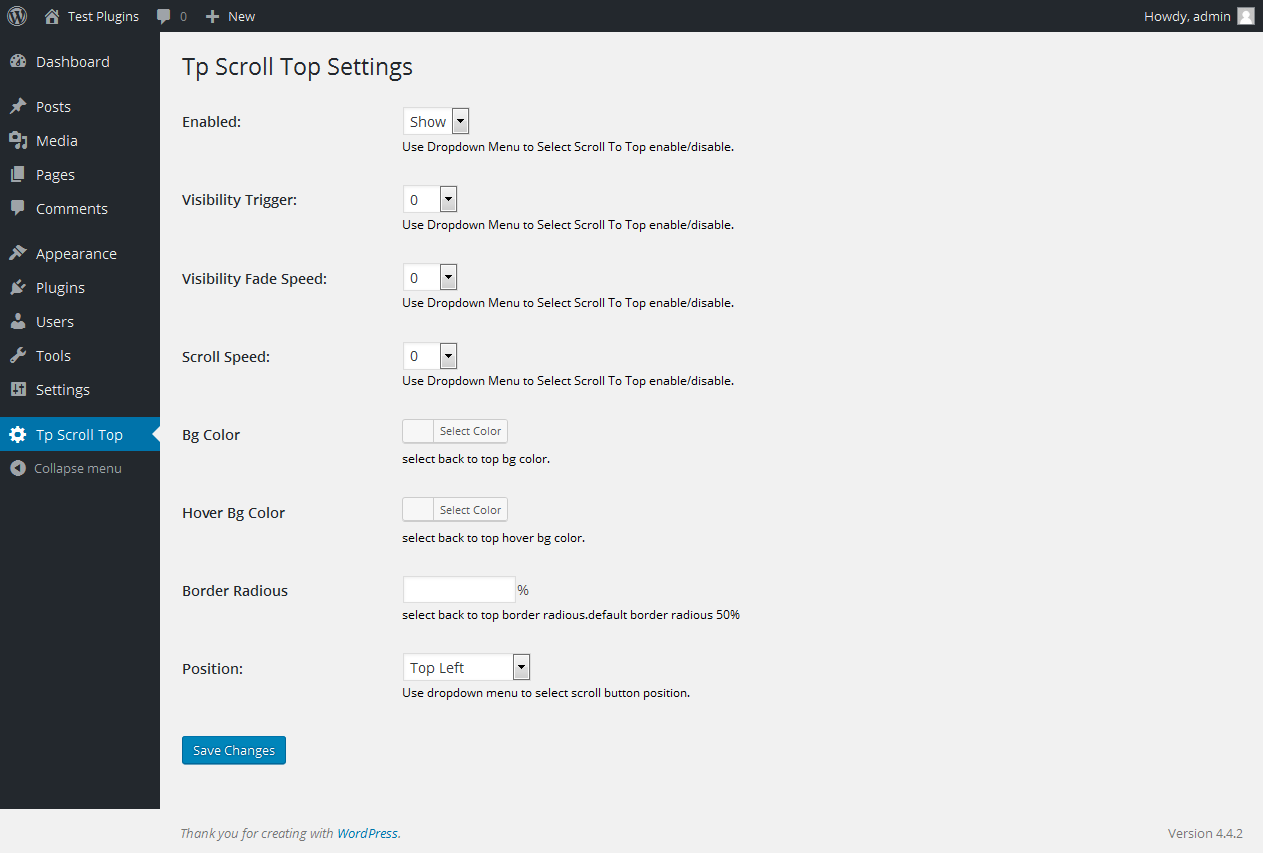 Test Plugins 0 New Howdy, admin
Dashboard
Posts
Media
Pages
Comments
Appearance
Plugins
Users
Tools
Settings
Tp Scroll Top
Collapse menu
Tp Scroll Top Settings
Enabled: Show
Use Dropdown Menu to Select Scroll To Top enable/disable.
Visibility Trigger: 0
Use Dropdown Menu to Select Scroll To Top enable/disable.
Visibility Fade Speed: 0
Use Dropdown Menu to Select Scroll To Top enable/disable.
Scroll Speed: 0
Use Dropdown Menu to Select Scroll To Top enable/disable.
Bg Color Select Color
select back to top bg color.
Hover Bg Color Select Color
select back to top hover bg color.
Border Radious %
select back to top border radious.default border radious 50%
Position: Top Left
Use dropdown menu to select scroll button position.
Save Changes
Thank you for creating with WordPress. Version 4.4.2